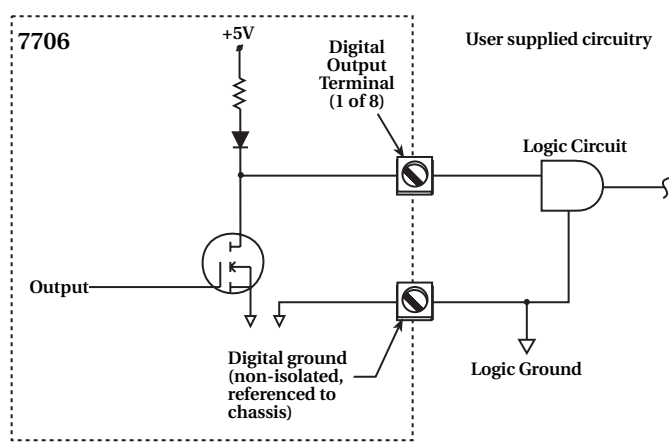 7706
+5V
Digital
Output
Terminal
(1 of 8)
User supplied circuitry
Logic Circuit
Output
Digital ground
(non-isolated,
referenced to
chassis)
Logic Ground